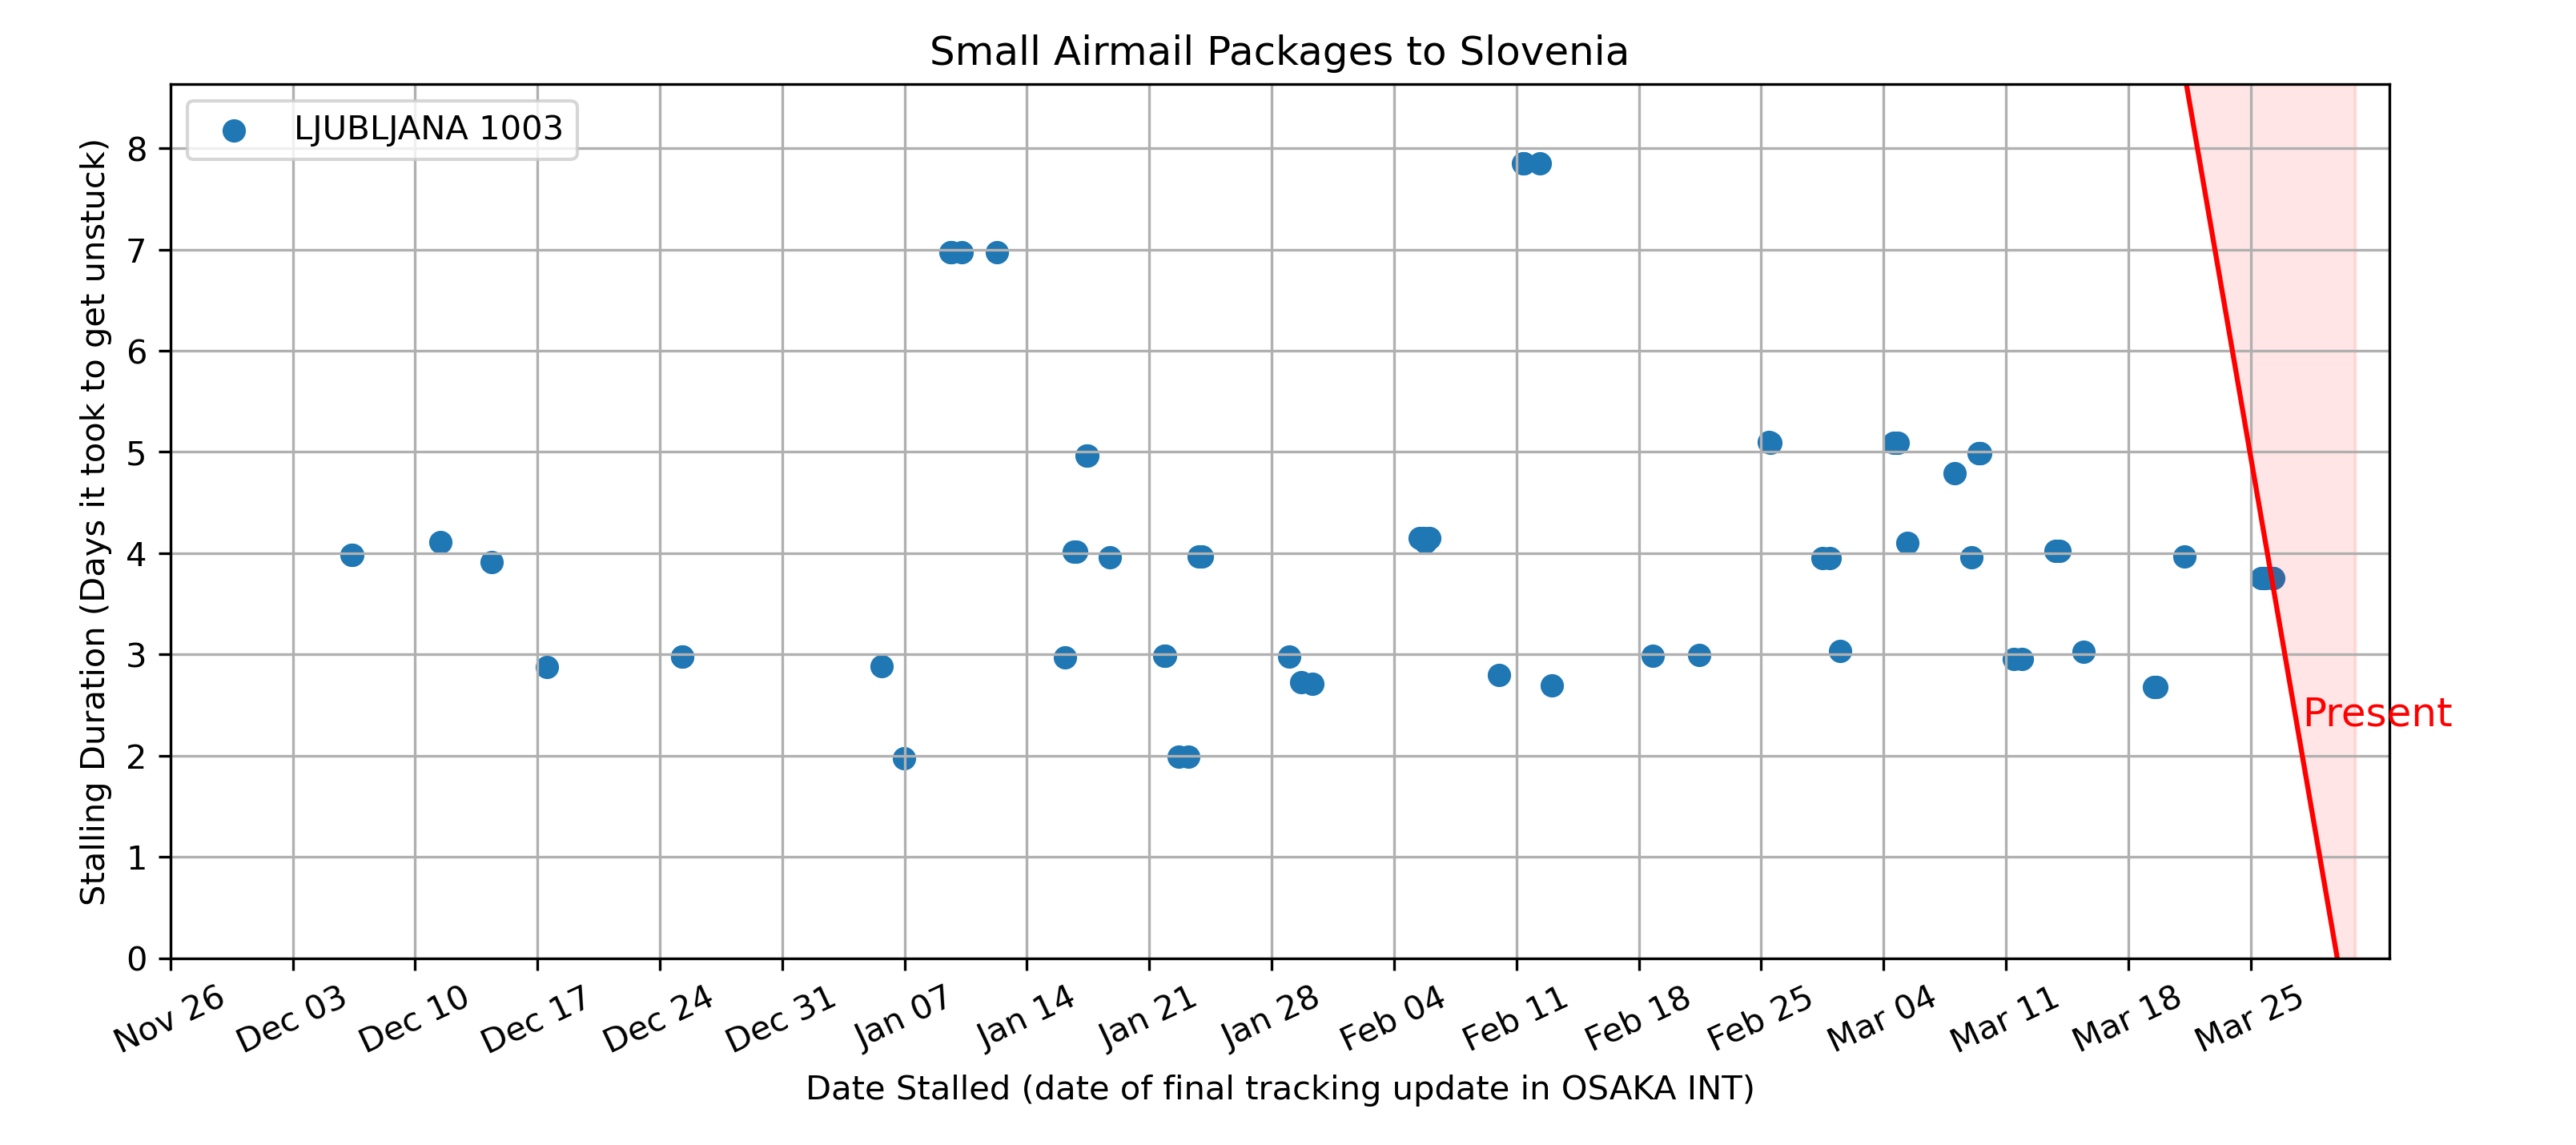 Small Airmail Packages to Slovenia
LJUBLJANA 1003
Stalling Duration (Days it took to get unstuck)
8
7
6
5
4
3
2
1
0
Present
Nov 26
Dec 03
Dec 10
Dec 17
Dec 24
Dec 31
Jan 07
Jan 14
Jan 21
Jan 28
Feb 04
Feb 11
Feb 18
Feb 25
Mar 04
Mar 11
Mar 18
Mar 25
Date Stalled (date of final tracking update in OSAKA INT)